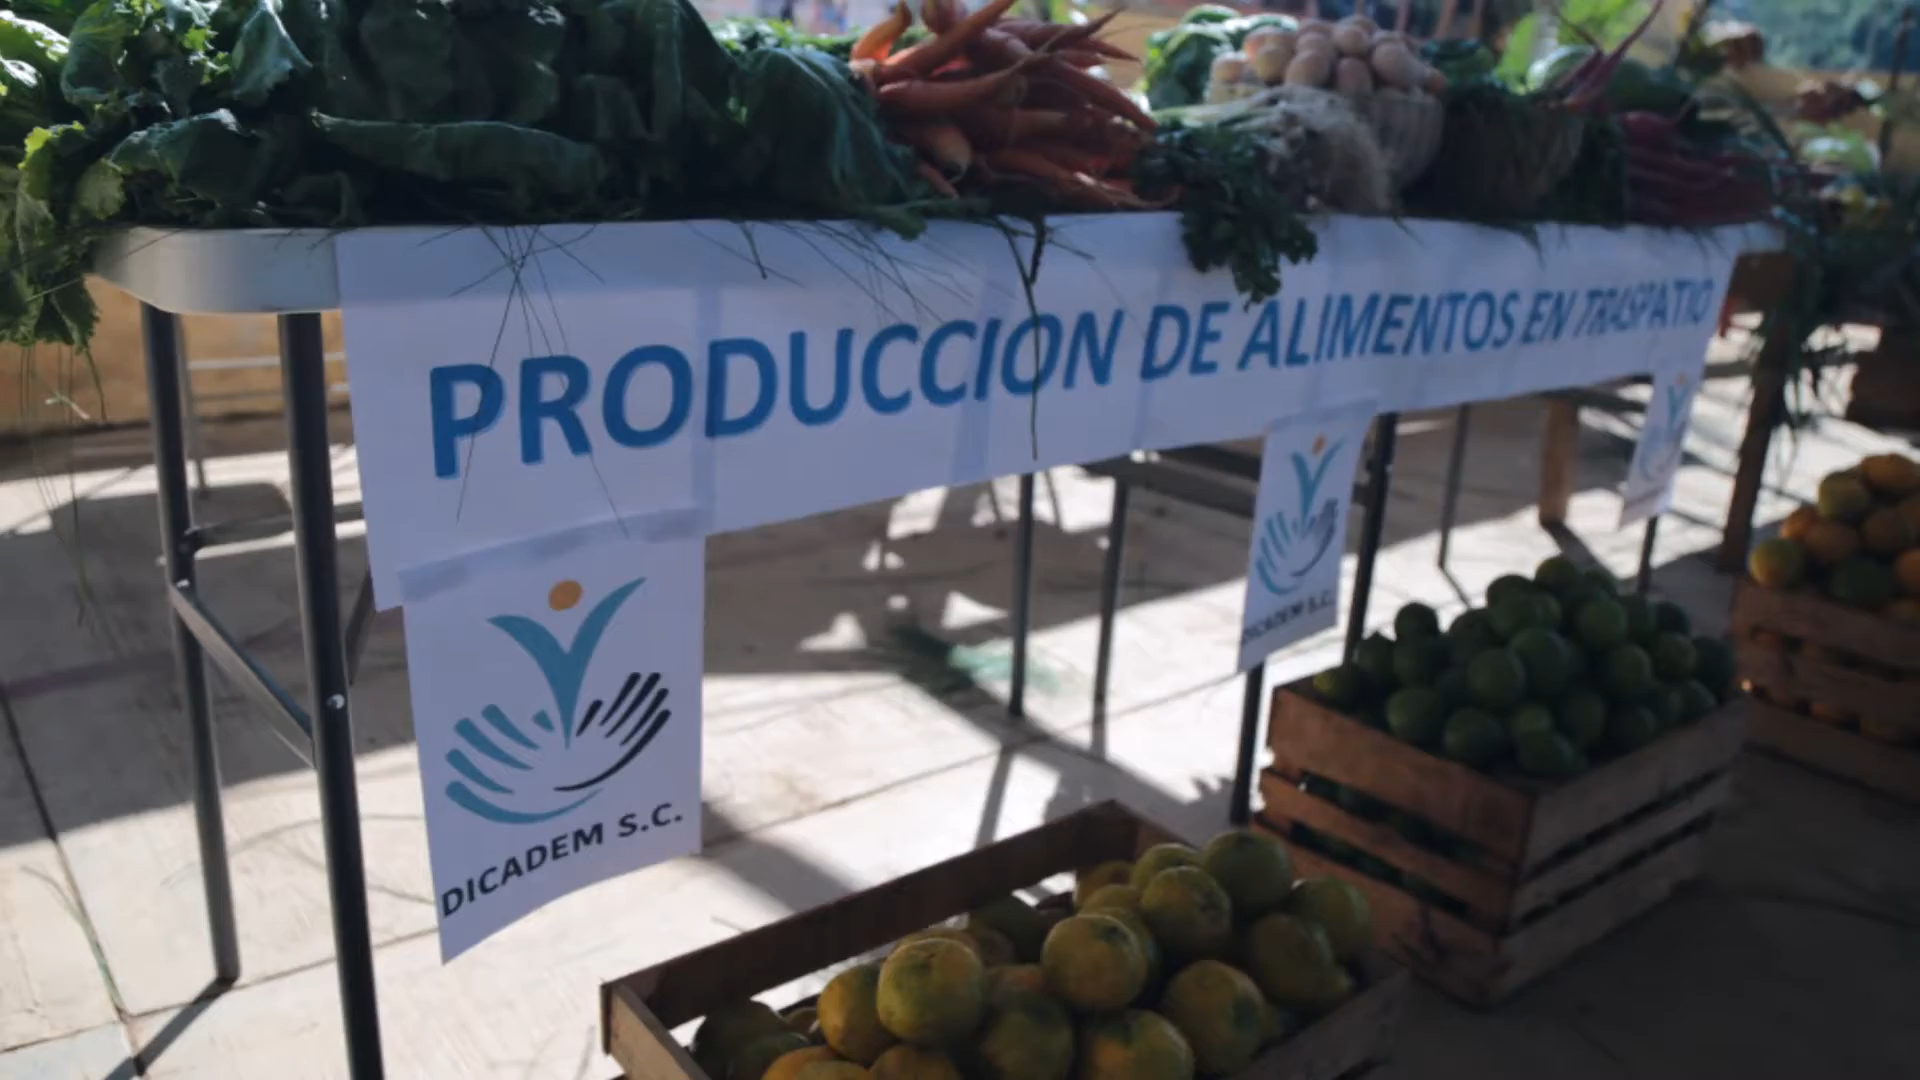 PRODUCCION DE ALIMENTOS EN TRASPATIO
DICADEM S.C.
DICADEM S.C.